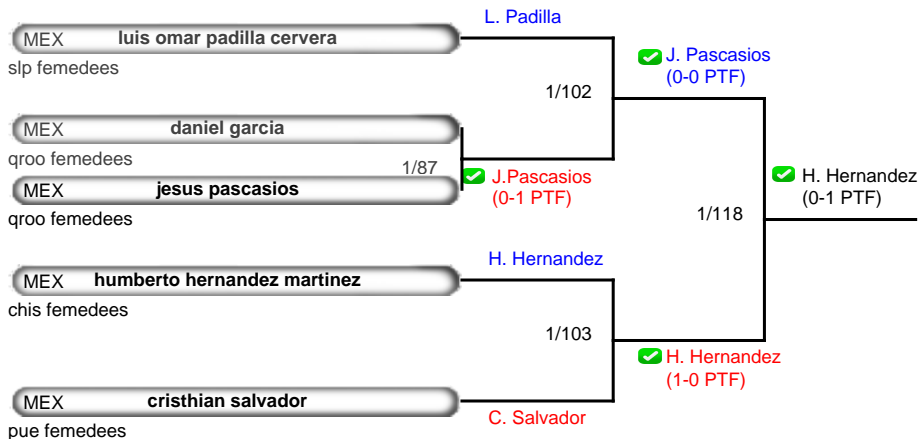 L. Padilla
MEX luis omar padilla cervera
slp femedees
J. Pascasios
(0-0 PTF)
1/102
MEX daniel garcia
qroo femedees
1/87
J.Pascasios
(0-1 PTF)
MEX jesus pascasios
qroo femedees
H. Hernandez
(0-1 PTF)
1/118
H. Hernandez
MEX humberto hernandez martinez
chis femedees
1/103
H. Hernandez
(1-0 PTF)
MEX cristhian salvador
C. Salvador
pue femedees